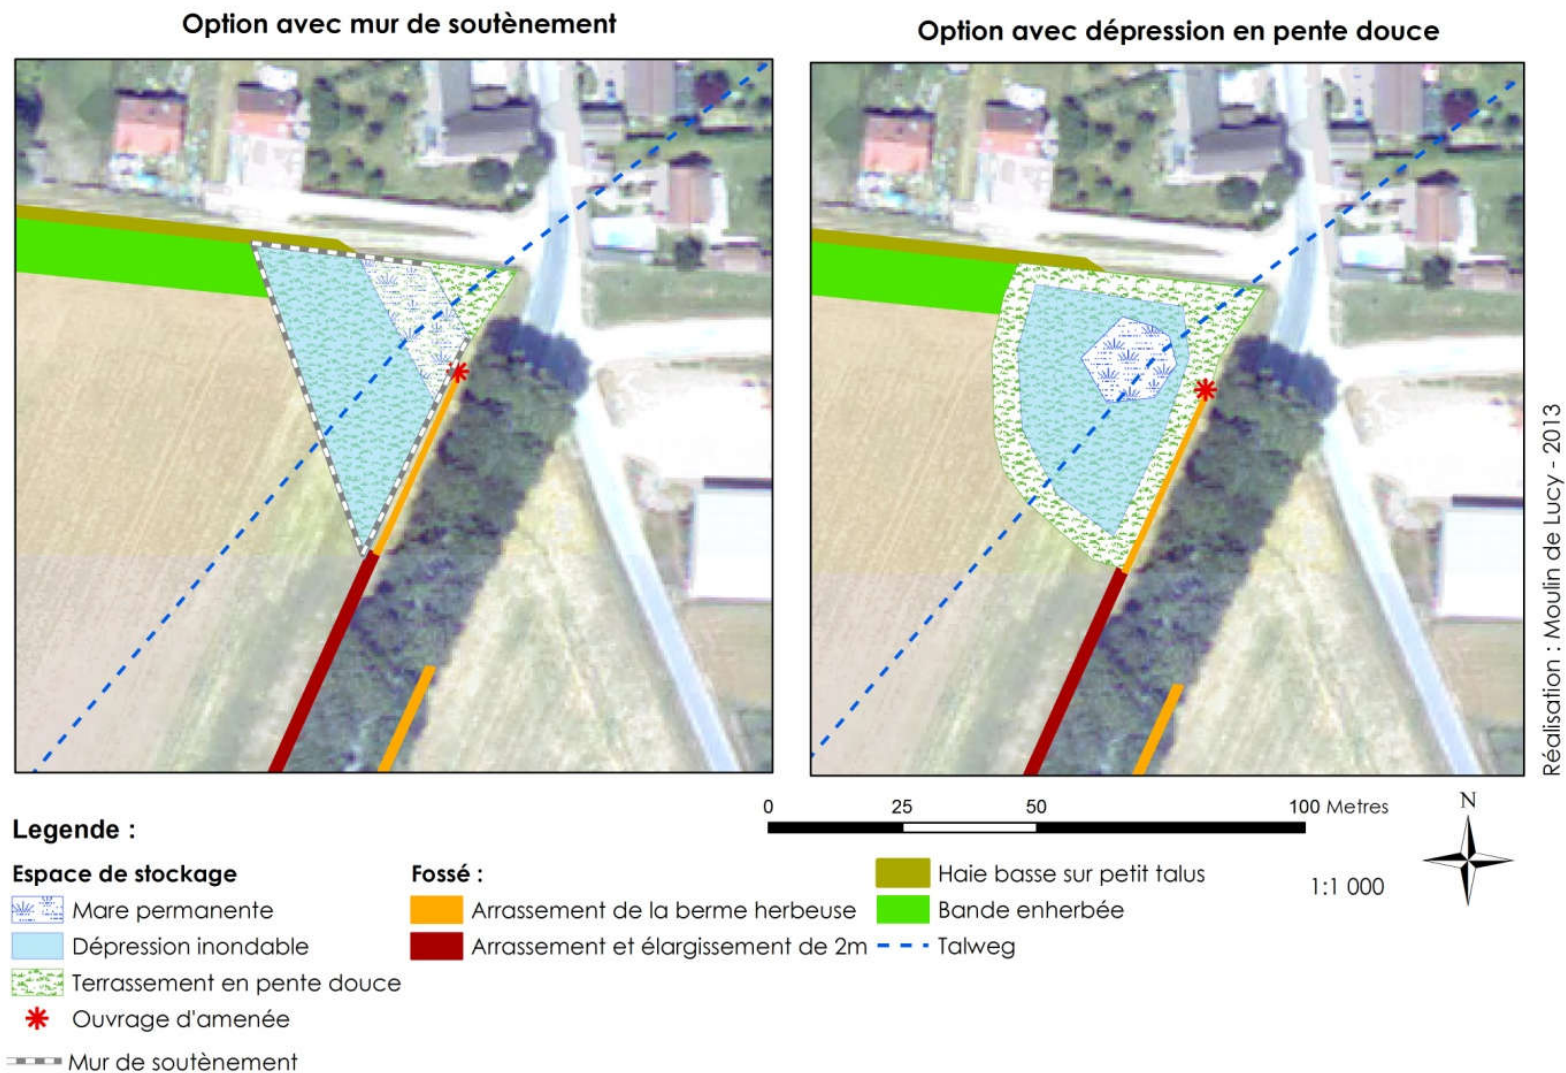 Option avec mur de soutènement
Option avec dépression en pente douce
Réalisation : Moulin de Lucy - 2013
0 25 50 100 Metres
N
1:1 000
Legende :
Espace de stockage
Mare permanente
Dépression inondable
Terrassement en pente douce
Ouvrage d'amenée
Mur de soutènement
Fossé :
Arrassement de la berme herbeuse
Arrassement et élargissement de 2m
Haie basse sur petit talus
Bande enherbée
Talweg